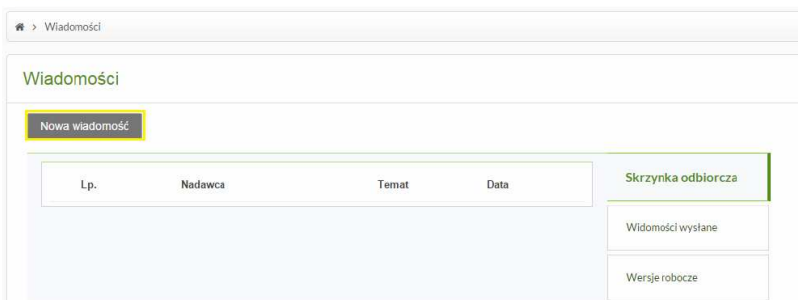 > Wiadomości
Wiadomości
Nowa wiadomość
Lp. Nadawca Temat Data
Skrzynka odbiorcza
Widomości wysłane
Wersje robocze